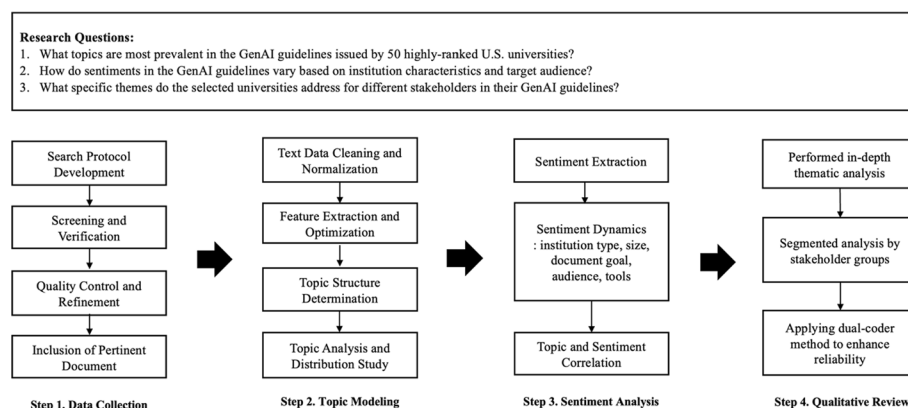 Research Questions:
1. What topics are most prevalent in the GenAI guidelines issued by 50 highly-ranked U.S. universities?
2. How do sentiments in the GenAI guidelines vary based on institution characteristics and target audience?
3. What specific themes do the selected universities address for different stakeholders in their GenAI guidelines?
Search Protocol
Development
Screening and
Verification
Quality Control and
Refinement
Inclusion of Pertinent
Document
Step 1. Data Collection
Text Data Cleaning and
Normalization
Feature Extraction and
Optimization
Topic Structure
Determination
Topic Analysis and
Distribution Study
Step 2. Topic Modeling
Sentiment Extraction
Sentiment Dynamics
: institution type, size,
document goal,
audience, tools
Topic and Sentiment
Correlation
Step 3. Sentiment Analysis
Performed in-depth
thematic analysis
Segmented analysis by
stakeholder groups
Applying dual-coder
method to enhance
reliability
Step 4. Qualitative Review